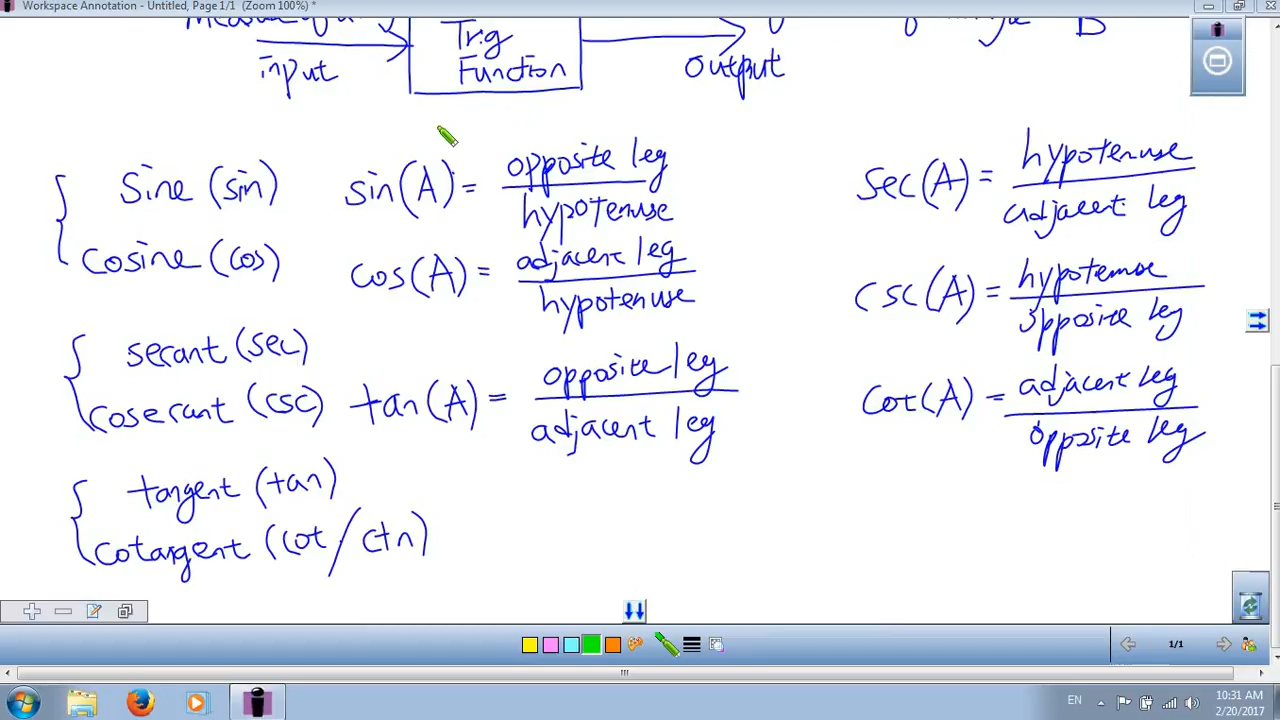 Workspace Annotation - Untitled, Page 1/1 (Zoom 100%)
Trig
Function
input
output
B
sine (sin)
cosine (cos)
secant (sec)
cosecant (csc)
tangent (tan)
cotangent (cot/ctn)
sin(A) = opposite leg
hypotenuse
cos(A) = adjacent leg
hypotenuse
tan(A) = opposite leg
adjacent leg
sec(A) = hypotenuse
adjacent leg
csc(A) = hypotenuse
opposite leg
cot(A) = adjacent leg
opposite leg
1/1
EN
10:31 AM
2/20/2017